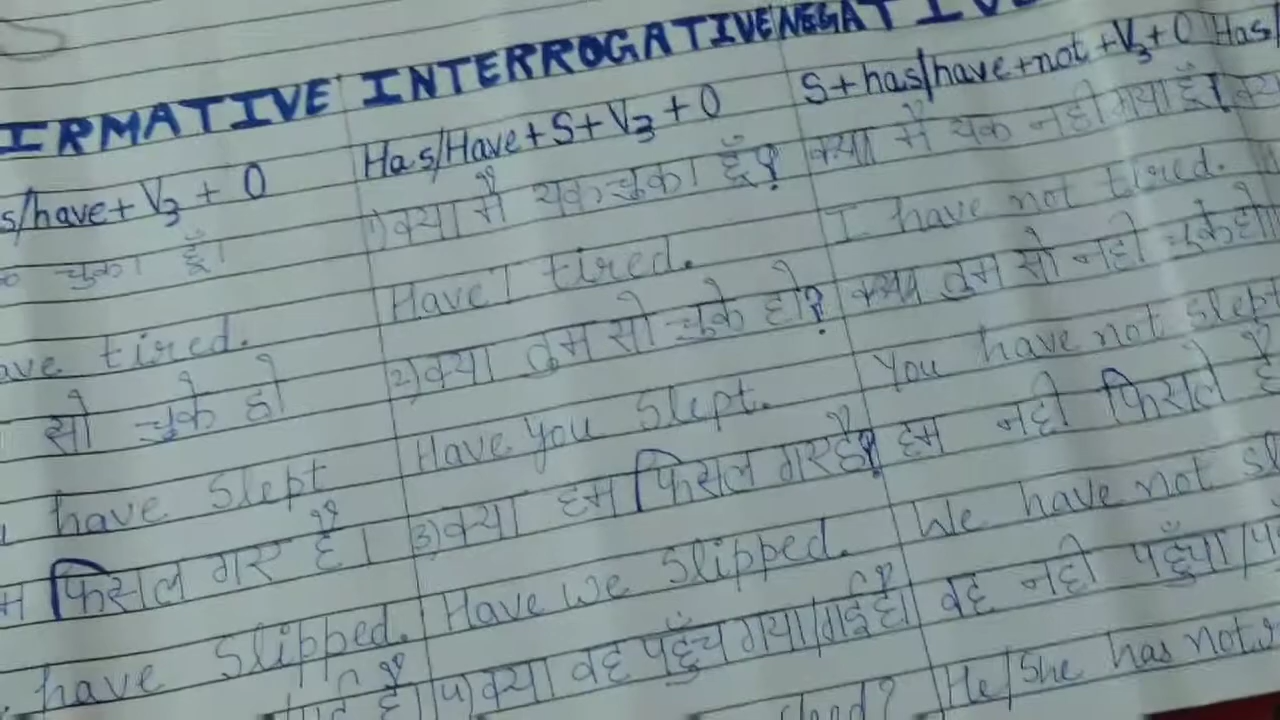 IRMATIVE INTERROGATIVE NEGATIV
s/have + V3 + O
चुका हूँ।
ave tired.
सो चुके हो
have slept
फिसल गए हैं।
have slipped.
Has/Have + S + V3 + O
1) क्या मैं थक चुका हूँ?
Have I tired.
2) क्या तुम सो चुके हो?
Have you slept.
3) क्या हम फिसल गए हैं?
Have we slipped.
क्या वह पहुँच गया/गई है।
S + has/have + not + V3 + O
क्या मैं थक नही गया हूँ।
I have not tired.
क्या तुम सो नही चुके हो
You have not slept
हम नही फिसले है
We have not sl
वह नही पहुँचा/प
He/She has not
Has/